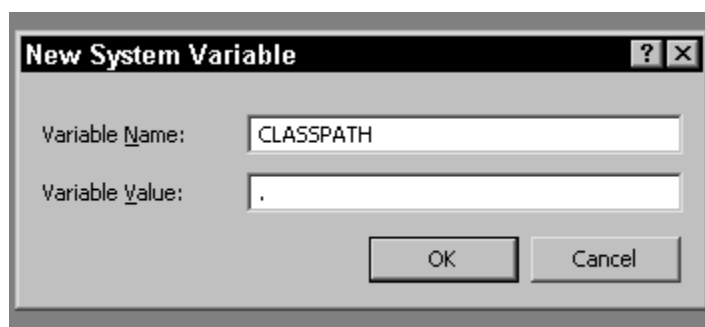 New System Variable ? X
Variable Name: CLASSPATH
Variable Value: .
OK Cancel